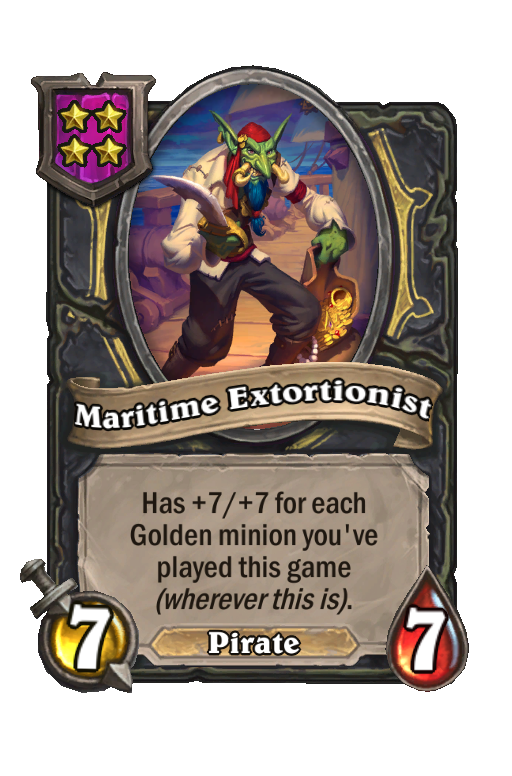 Maritime Extortionist
Has +7/+7 for each
Golden minion you've
played this game
(wherever this is).
7
Pirate
7